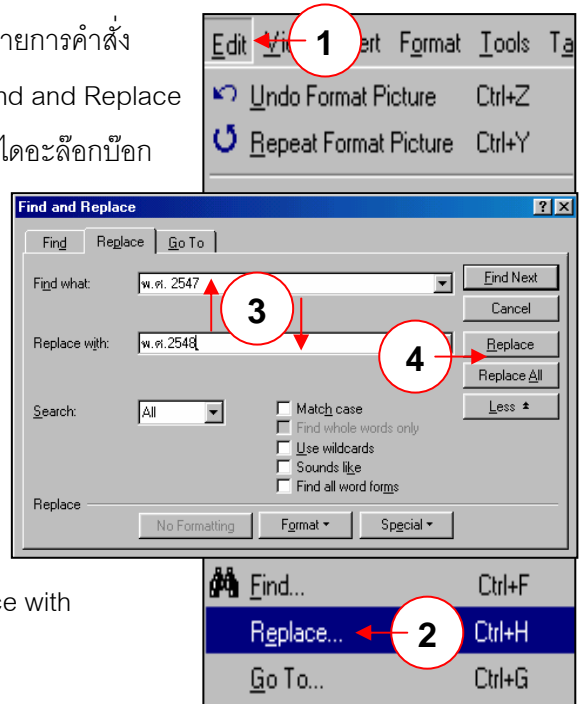 ายการคำสั่ง
Edit 1 ert Format Tools Ta
nd and Replace
Undo Format Picture Ctrl+Z
ไดอะล๊อกบ๊อก
Repeat Format Picture Ctrl+Y
Find and Replace
Find Replace Go To
Find what: พ.ศ. 2547 Find Next
3
Cancel
Replace with: พ.ศ.2548 4 Replace
Replace All
Search: All Match case Less
Find whole words only
Use wildcards
Sounds like
Find all word forms
Replace
No Formatting Format Special
Find... Ctrl+F
ce with
Replace... 2 Ctrl+H
Go To... Ctrl+G